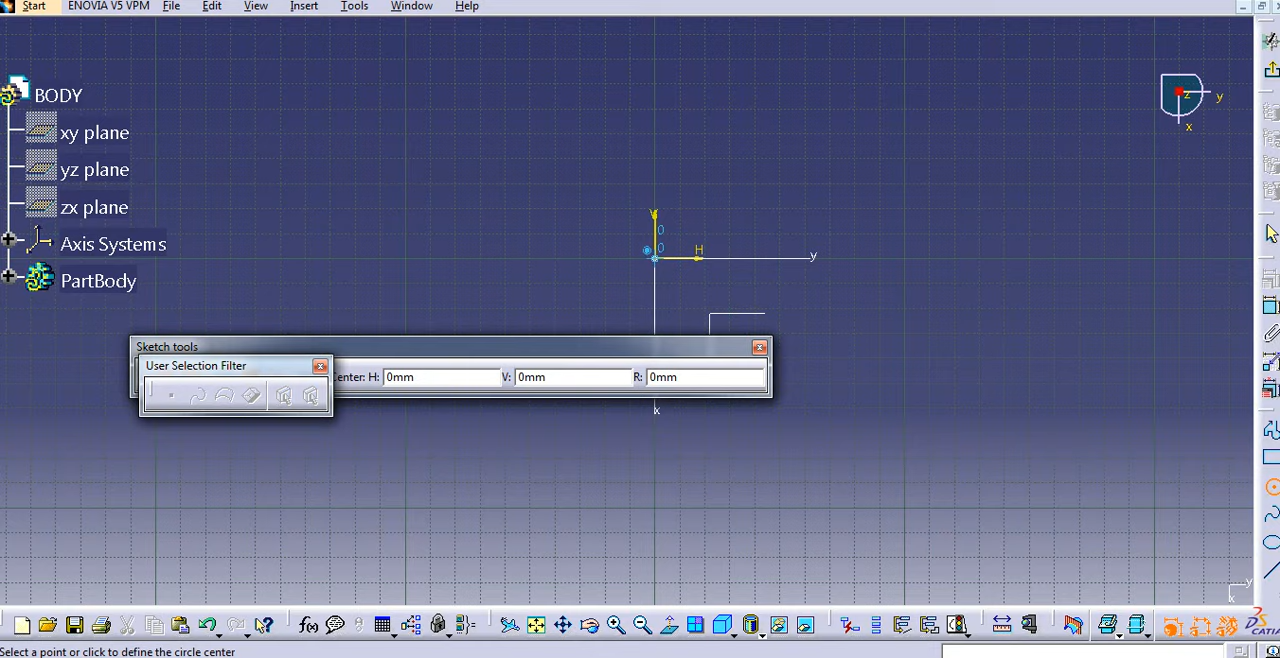 Start ENOVIA V5 VPM File Edit View Insert Tools Window Help
BODY
xy plane
yz plane
zx plane
Axis Systems
PartBody
z
y
x
V
0
0
H
y
Sketch tools
User Selection Filter
Center: H: 0mm V: 0mm R: 0mm
x
y
x
f(x)
CATIA
Select a point or click to define the circle center